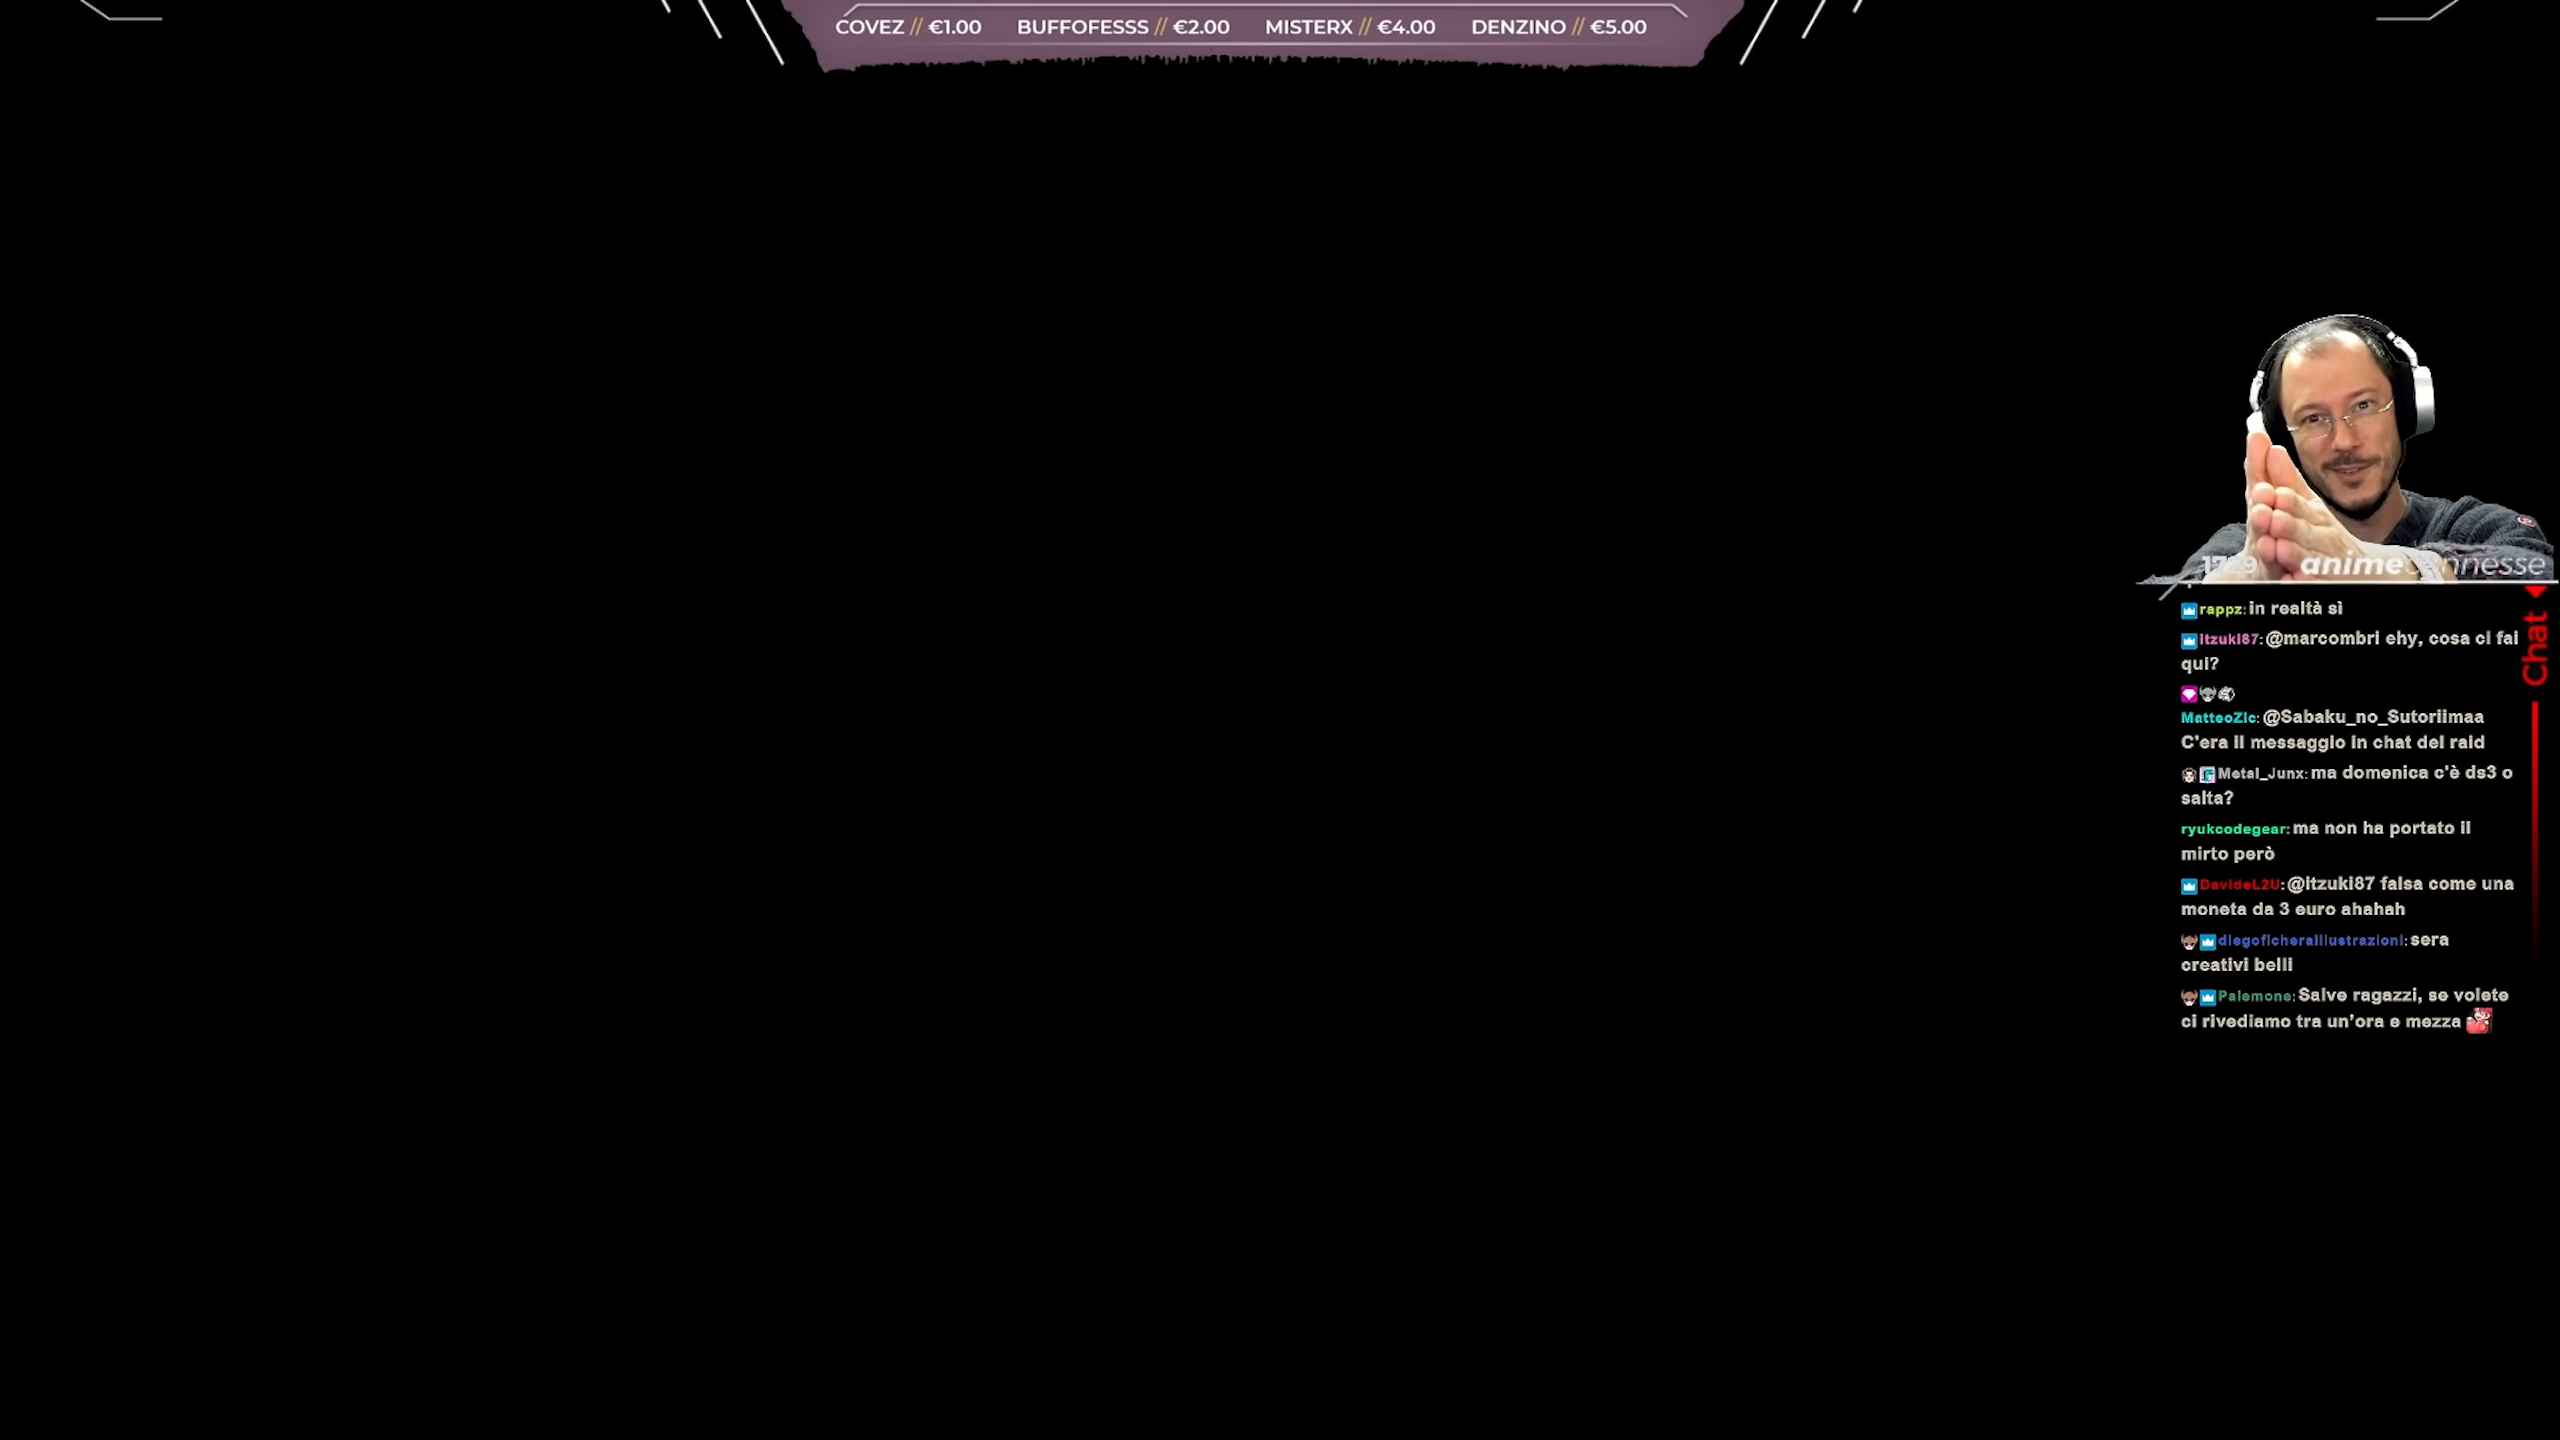 COVEZ // €1.00 BUFFOFESSS // €2.00 MISTERX // €4.00 DENZINO // €5.00
anime
nnesse
Chat
rappz: in realtà sì
Itzuki87: @marcombri ehy, cosa ci fai
qui?
MatteoZic: @Sabaku_no_Sutoriimaa
C'era il messaggio in chat del raid
Metal_Junx: ma domenica c'è ds3 o
salta?
ryukcodegear: ma non ha portato il
mirto però
DavideL2U: @itzuki87 falsa come una
moneta da 3 euro ahahah
diegoficheraillustrazioni: sera
creativi belli
Palemone: Salve ragazzi, se volete
ci rivediamo tra un'ora e mezza